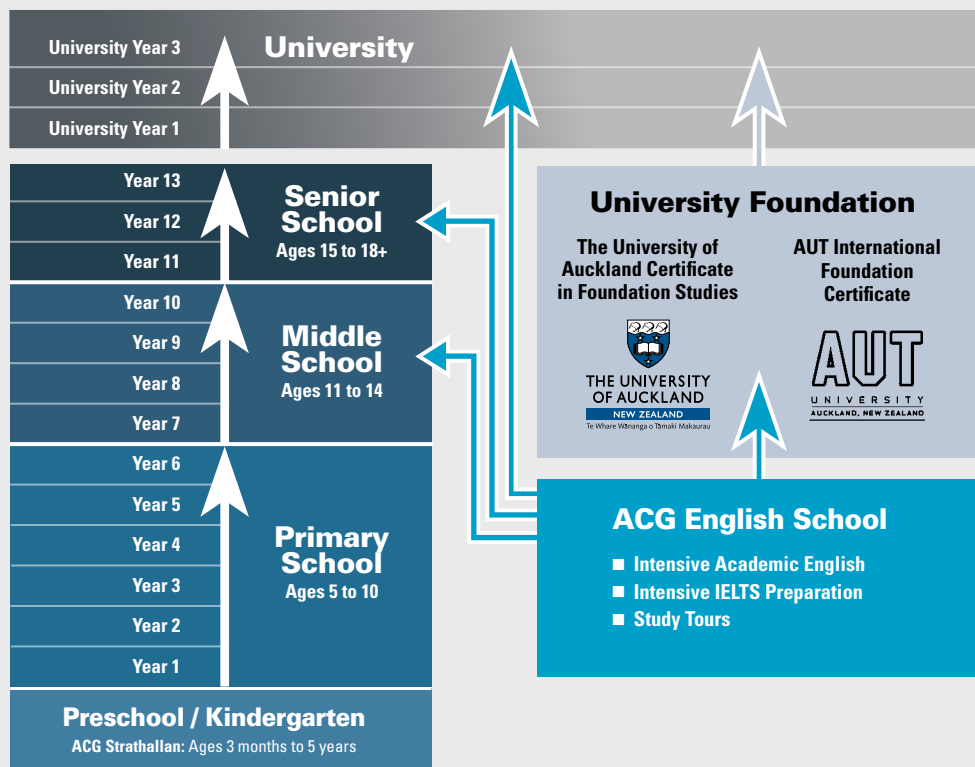 University Year 3
University Year 2
University Year 1
University
Year 13
Year 12
Year 11
Senior
School
Ages 15 to 18+
Year 10
Year 9
Year 8
Year 7
Middle
School
Ages 11 to 14
Year 6
Year 5
Year 4
Year 3
Year 2
Year 1
Primary
School
Ages 5 to 10
Preschool / Kindergarten
ACG Strathallan: Ages 3 months to 5 years
University Foundation
The University of
Auckland Certificate
in Foundation Studies
THE UNIVERSITY
OF AUCKLAND
NEW ZEALAND
Te Whare Wānanga o Tāmaki Makaurau
AUT International
Foundation
Certificate
AUT
UNIVERSITY
AUCKLAND, NEW ZEALAND
ACG English School
Intensive Academic English
Intensive IELTS Preparation
Study Tours